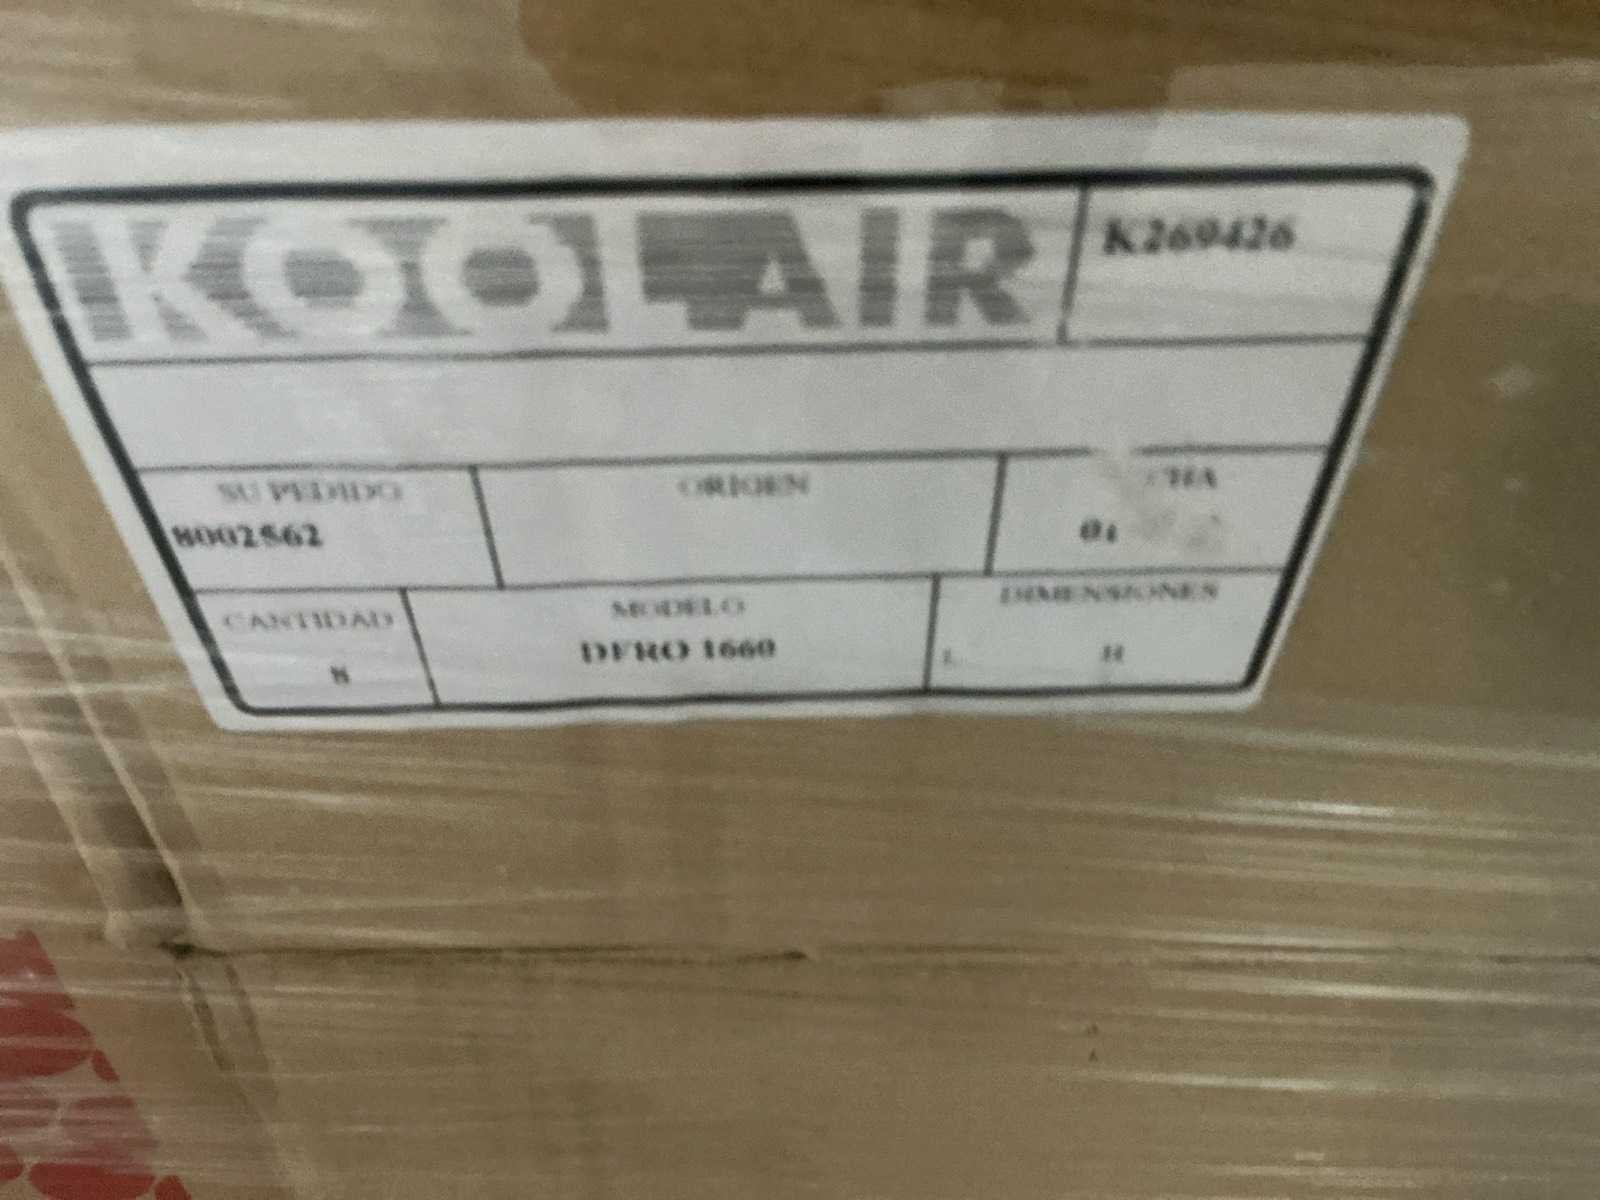 KOOLAIR
K269426
SU PEDIDO
ORIGEN
8002562
CANTIDAD
MODELO
DIMENSIONES
8
DFRO 1660
L
H